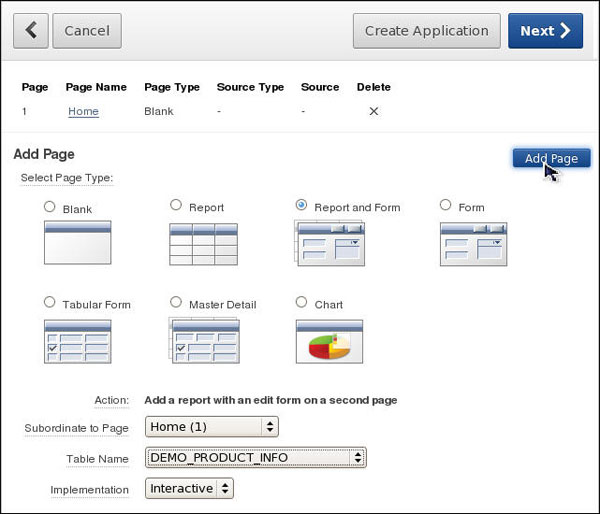 Cancel Create Application Next
Page Page Name Page Type Source Type Source Delete
1 Home Blank - -
Add Page Add Page
Select Page Type:
Blank Report Report and Form Form
Tabular Form Master Detail Chart
Action: Add a report with an edit form on a second page
Subordinate to Page Home (1)
Table Name DEMO_PRODUCT_INFO
Implementation Interactive